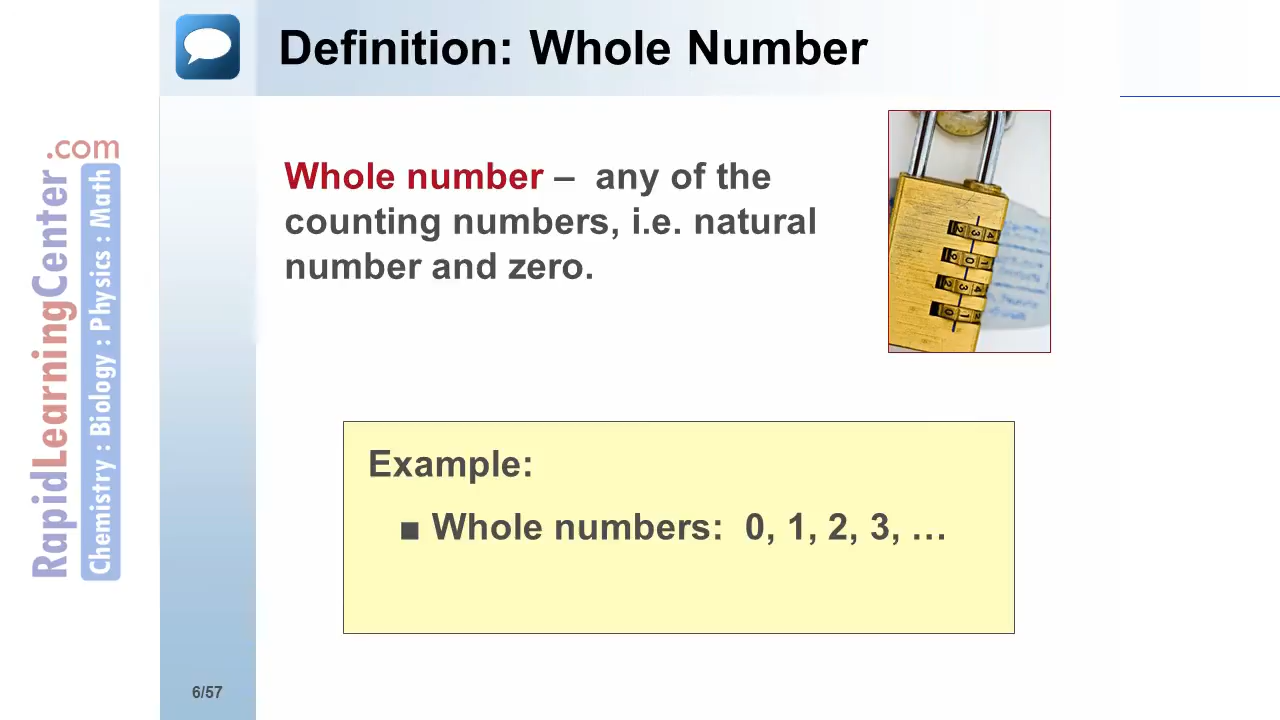 Definition: Whole Number
.com
RapidLearningCenter
Chemistry : Biology : Physics : Math
Whole number – any of the
counting numbers, i.e. natural
number and zero.
Example:
■ Whole numbers: 0, 1, 2, 3, …
6/57